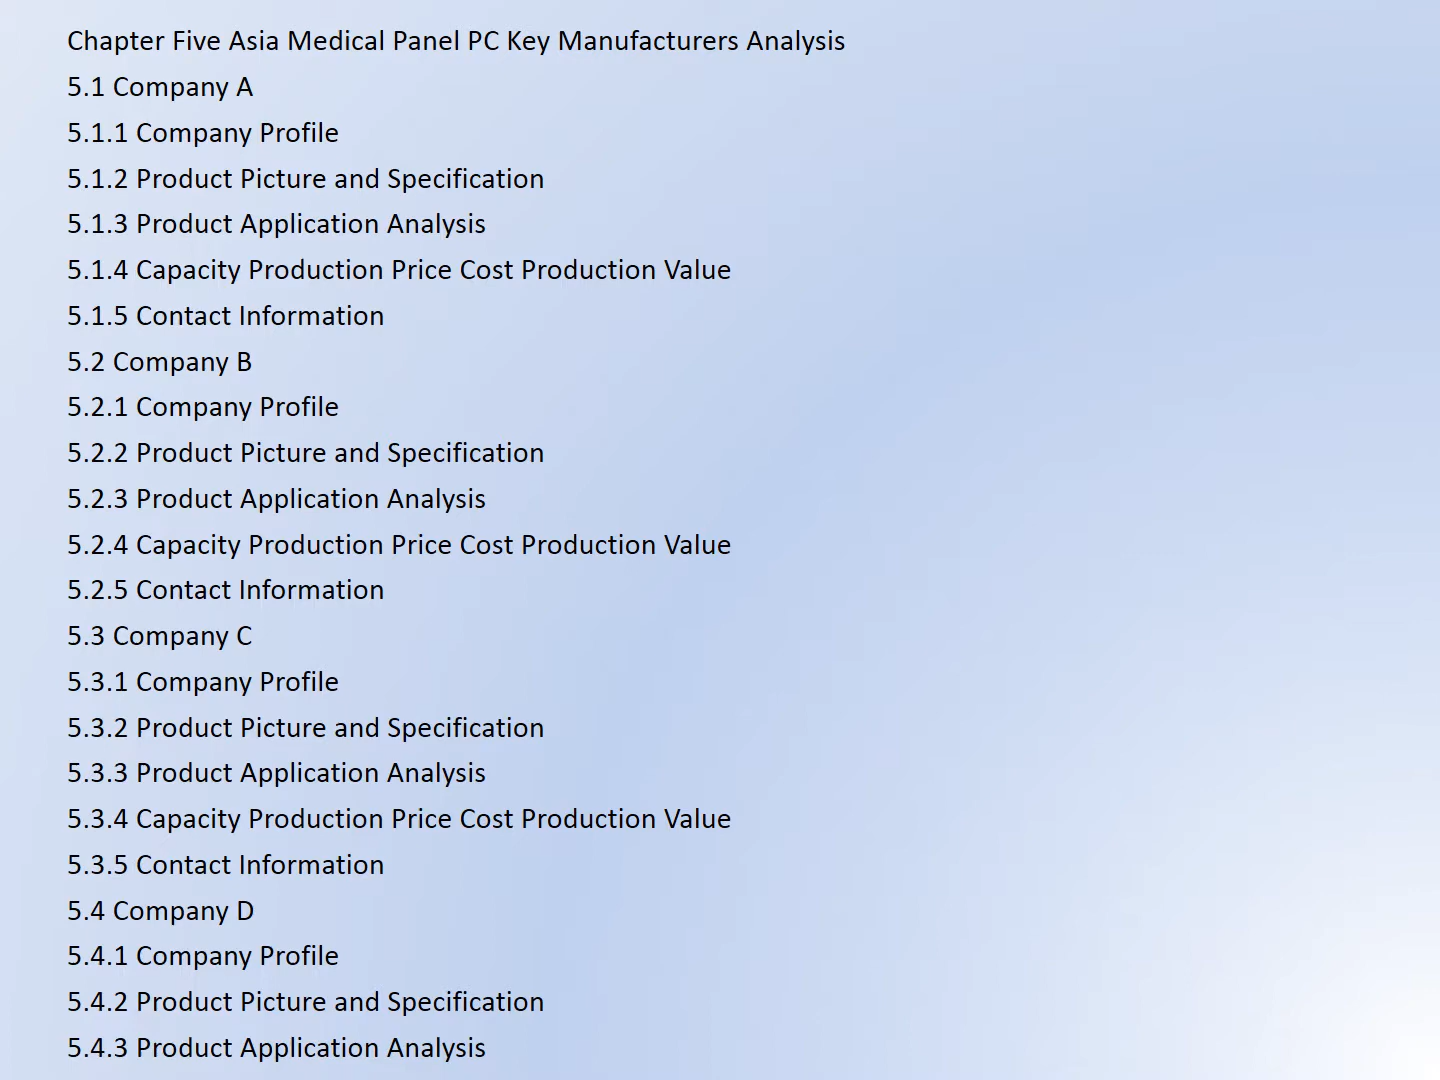 Chapter Five Asia Medical Panel PC Key Manufacturers Analysis
5.1 Company A
5.1.1 Company Profile
5.1.2 Product Picture and Specification
5.1.3 Product Application Analysis
5.1.4 Capacity Production Price Cost Production Value
5.1.5 Contact Information
5.2 Company B
5.2.1 Company Profile
5.2.2 Product Picture and Specification
5.2.3 Product Application Analysis
5.2.4 Capacity Production Price Cost Production Value
5.2.5 Contact Information
5.3 Company C
5.3.1 Company Profile
5.3.2 Product Picture and Specification
5.3.3 Product Application Analysis
5.3.4 Capacity Production Price Cost Production Value
5.3.5 Contact Information
5.4 Company D
5.4.1 Company Profile
5.4.2 Product Picture and Specification
5.4.3 Product Application Analysis